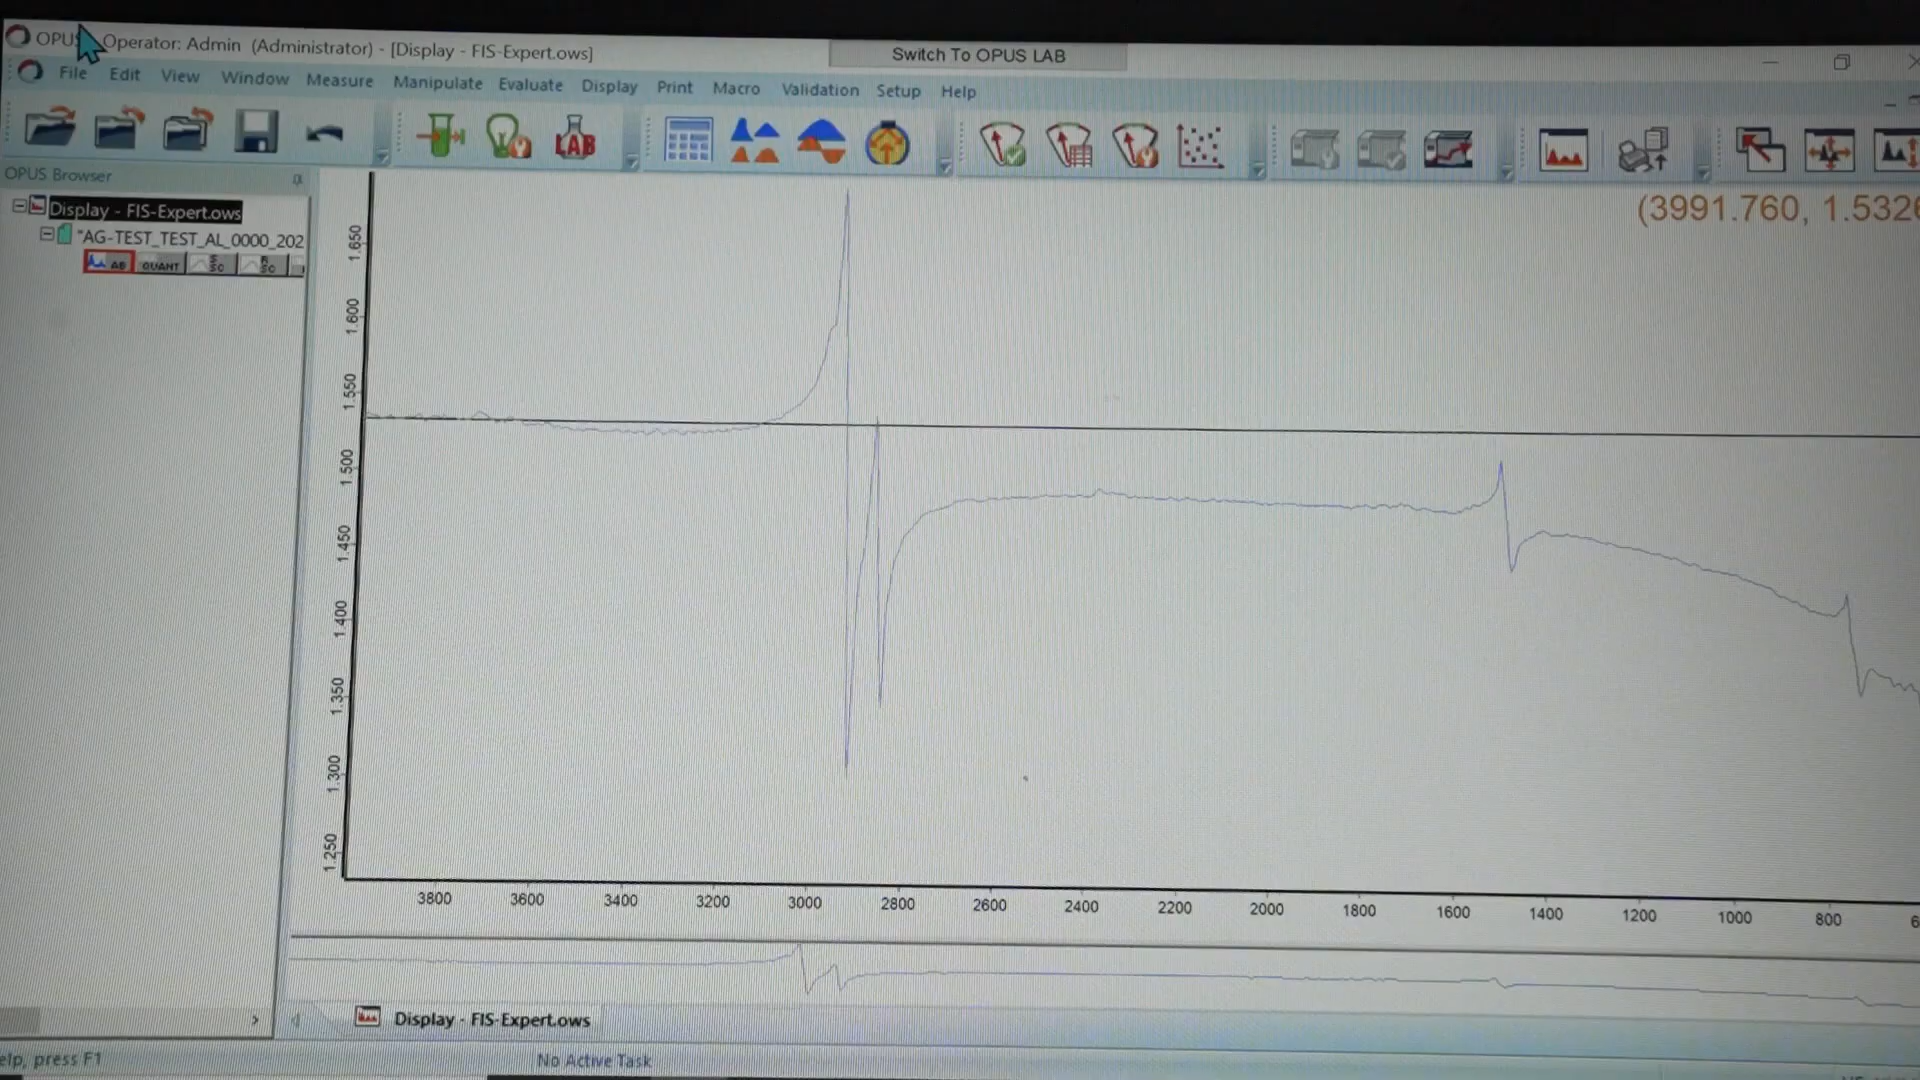 OPUS Operator: Admin (Administrator) - [Display - FIS-Expert.ows]
Switch To OPUS LAB
File Edit View Window Measure Manipulate Evaluate Display Print Macro Validation Setup Help
LAB
OPUS Browser
Display - FIS-Expert.ows
"AG-TEST_TEST_AL_0000_202
AB QUANT S SC R SC
(3991.760, 1.5326
1.650
1.600
1.550
1.500
1.450
1.400
1.350
1.300
1.250
3800 3600 3400 3200 3000 2800 2600 2400 2200 2000 1800 1600 1400 1200 1000 800 6
Display - FIS-Expert.ows
elp, press F1
No Active Task